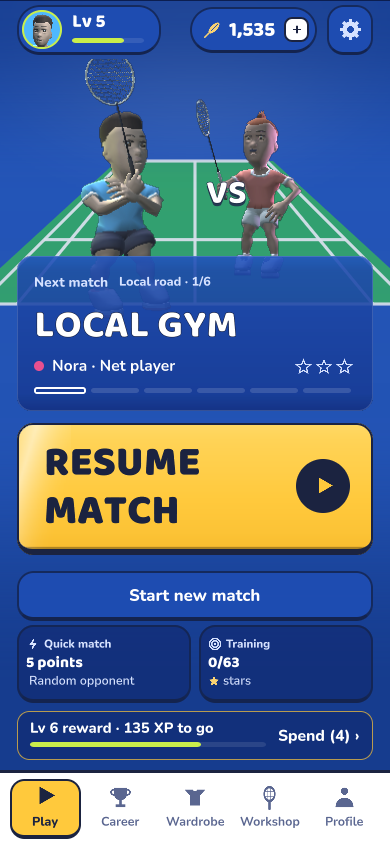 Lv 5
1,535
+
VS
Next match Local road · 1/6
LOCAL GYM
Nora · Net player
RESUME
MATCH
Start new match
Quick match
5 points
Random opponent
Training
0/63
stars
Lv 6 reward · 135 XP to go
Spend (4) ›
Play
Career
Wardrobe
Workshop
Profile